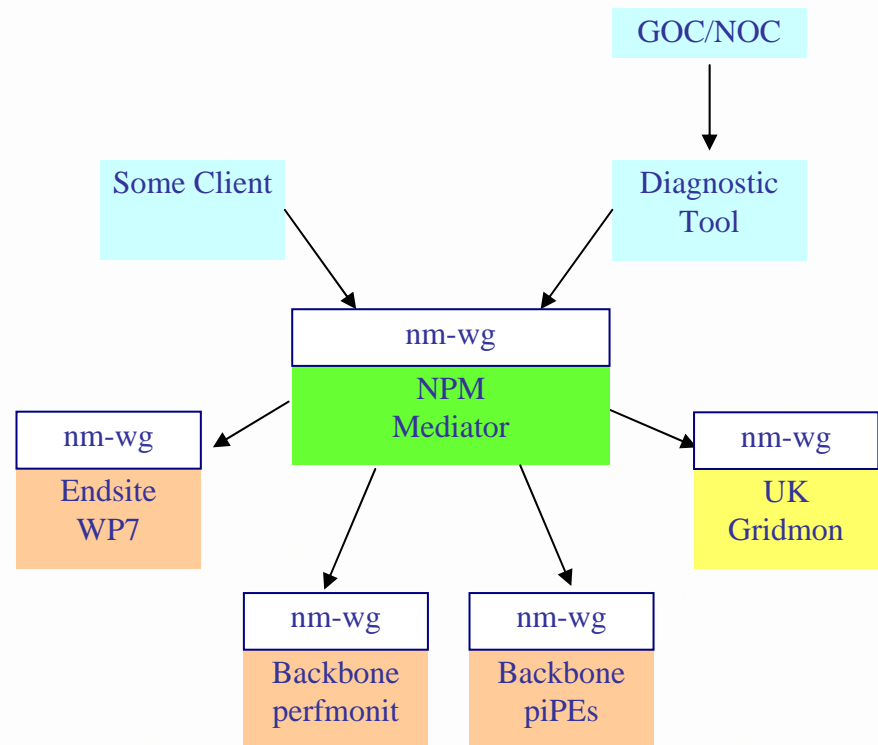 GOC/NOC
Some Client
Diagnostic
Tool
nm-wg
NPM
Mediator
nm-wg
Endsite
WP7
nm-wg
UK
Gridmon
nm-wg
Backbone
perfmonit
nm-wg
Backbone
piPEs